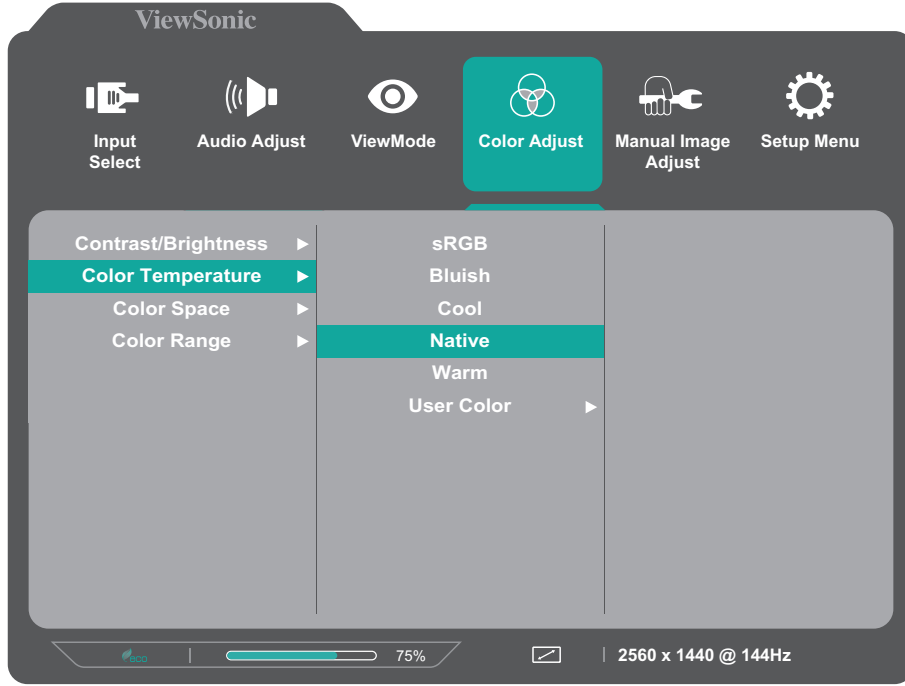 ViewSonic
Input Select
Audio Adjust
ViewMode
Color Adjust
Manual Image Adjust
Setup Menu
Contrast/Brightness
Color Temperature
Color Space
Color Range
sRGB
Bluish
Cool
Native
Warm
User Color
eco
75%
2560 x 1440 @ 144Hz